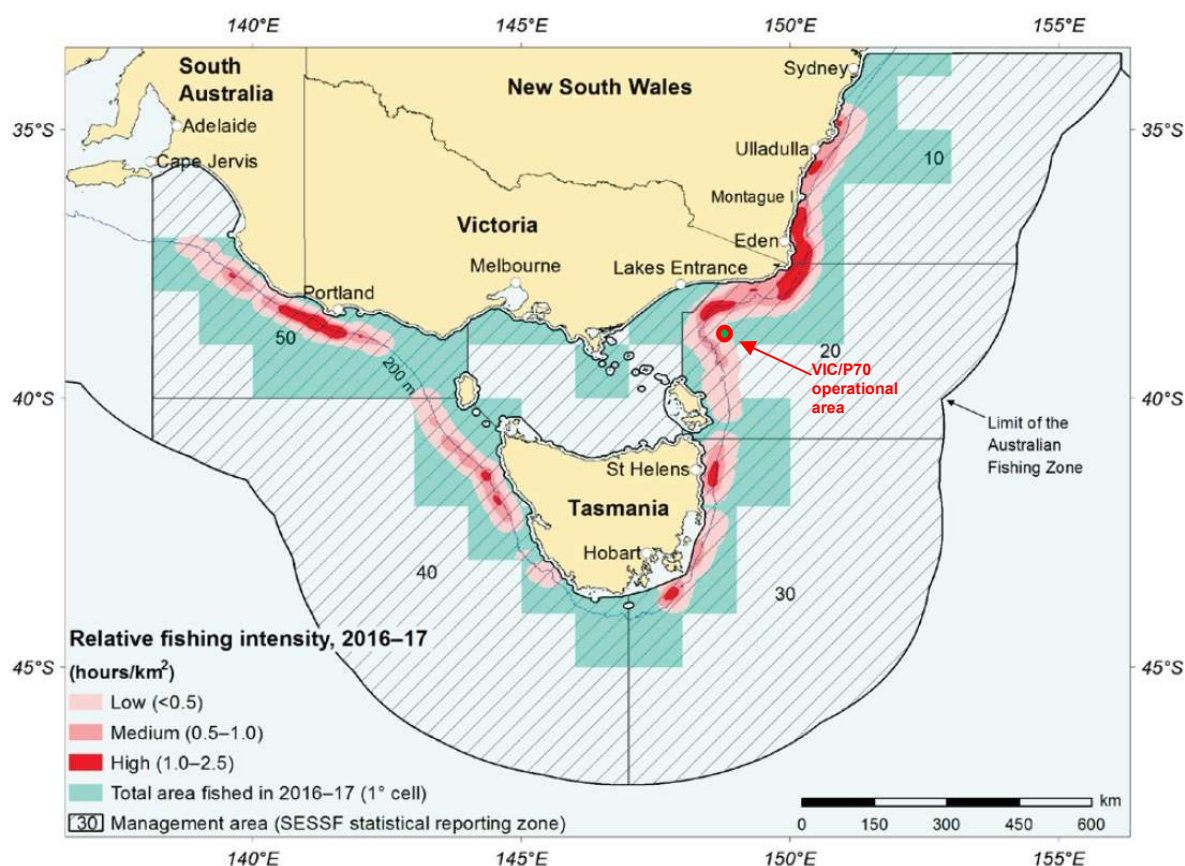 140°E 145°E 150°E 155°E
South
Australia
New South Wales
Sydney
35°S 35°S
Adelaide
Ulladulla
10
Cape Jervis
Montague I
Victoria
Eden
Melbourne
Lakes Entrance
Portland
50
20
200 m
VIC/P70
operational
area
40°S 40°S
Limit of the
Australian
Fishing Zone
St Helens
Tasmania
Hobart
40
30
Relative fishing intensity, 2016–17
(hours/km²)
45°S 45°S
Low (<0.5)
Medium (0.5–1.0)
High (1.0–2.5)
Total area fished in 2016–17 (1° cell)
30 Management area (SESSF statistical reporting zone)
km
0 150 300 450 600
140°E 145°E 150°E 155°E